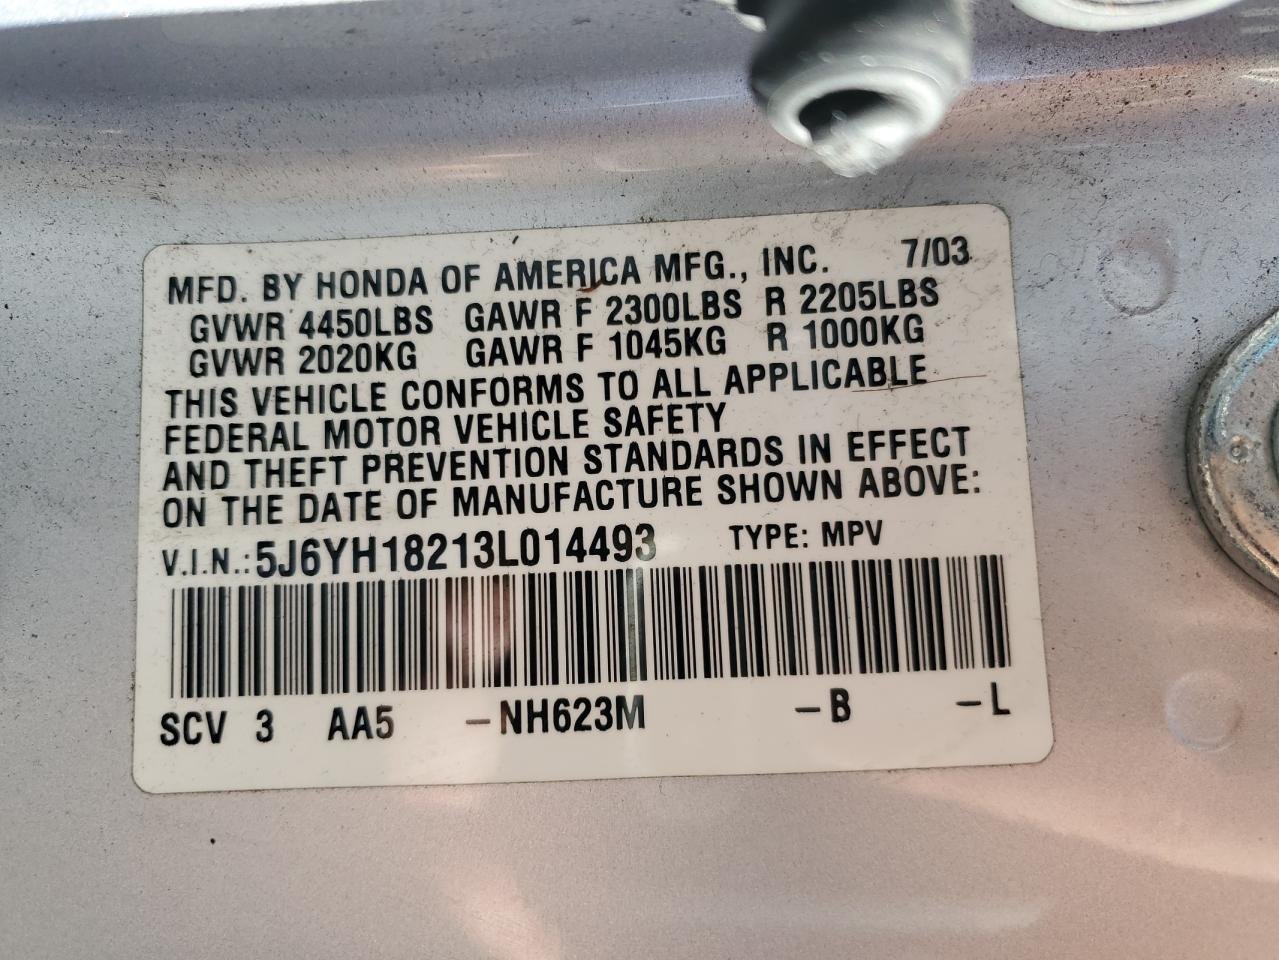 MFD. BY HONDA OF AMERICA MFG., INC. 7/03
GVWR 4450LBS GAWR F 2300LBS R 2205LBS
GVWR 2020KG GAWR F 1045KG R 1000KG
THIS VEHICLE CONFORMS TO ALL APPLICABLE
FEDERAL MOTOR VEHICLE SAFETY
AND THEFT PREVENTION STANDARDS IN EFFECT
ON THE DATE OF MANUFACTURE SHOWN ABOVE:
V.I.N.: 5J6YH18213L014493 TYPE: MPV
SCV 3 AA5 -NH623M -B -L